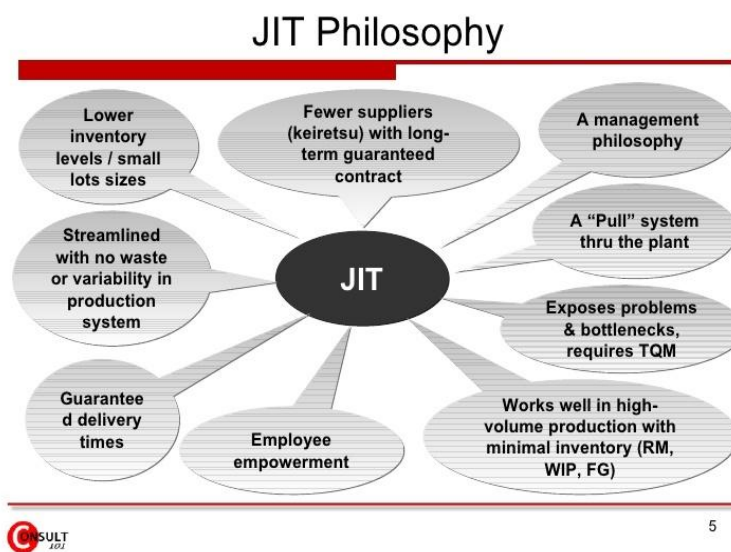 JIT Philosophy
Lower
inventory
levels / small
lots sizes
Fewer suppliers
(keiretsu) with long-
term guaranteed
contract
A management
philosophy
Streamlined
with no waste
or variability in
production
system
JIT
A “Pull” system
thru the plant
Exposes problems
& bottlenecks,
requires TQM
Guarantee
d delivery
times
Employee
empowerment
Works well in high-
volume production with
minimal inventory (RM,
WIP, FG)
CONSULT
101
5